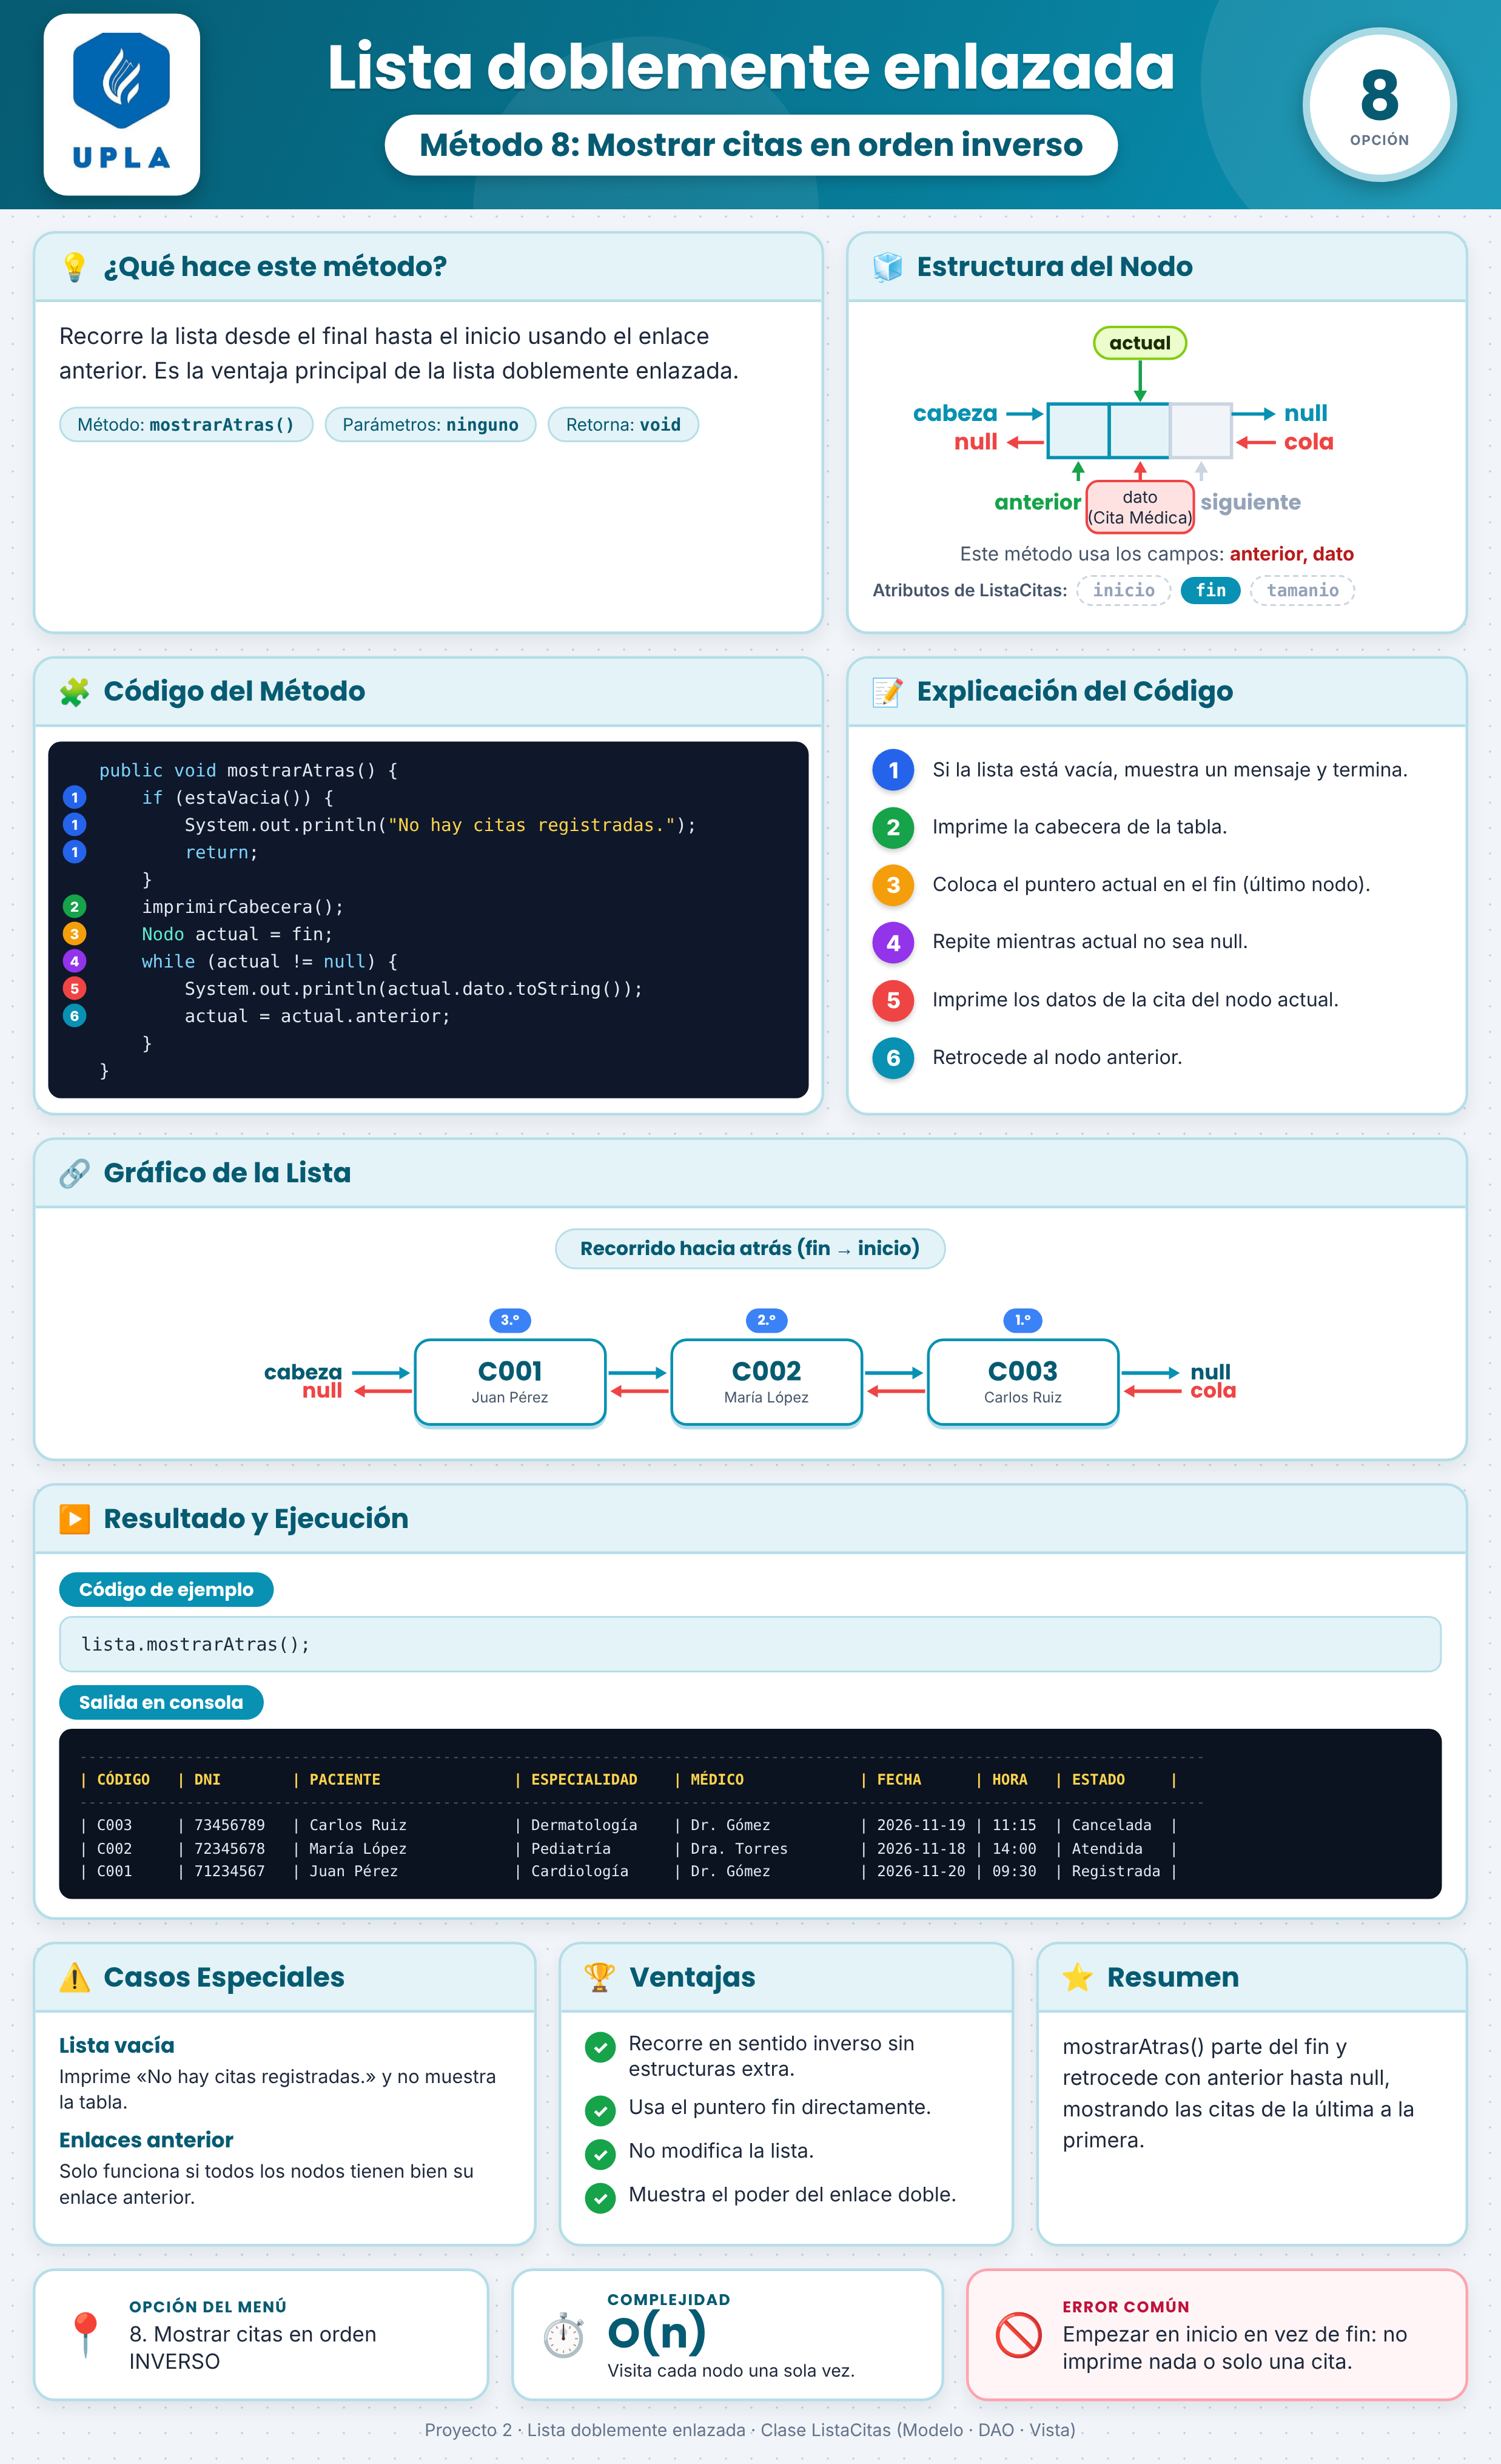 UPLA
Lista doblemente enlazada
Método 8: Mostrar citas en orden inverso
8
OPCIÓN
¿Qué hace este método?
Recorre la lista desde el final hasta el inicio usando el enlace
anterior. Es la ventaja principal de la lista doblemente enlazada.
Método: mostrarAtras()
Parámetros: ninguno
Retorna: void
Estructura del Nodo
actual
cabeza
null
null
cola
anterior
dato
(Cita Médica)
siguiente
Este método usa los campos: anterior, dato
Atributos de ListaCitas: inicio fin tamanio
Código del Método
public void mostrarAtras() {
1 if (estaVacia()) {
1 System.out.println("No hay citas registradas.");
1 return;
}
2 imprimirCabecera();
3 Nodo actual = fin;
4 while (actual != null) {
5 System.out.println(actual.dato.toString());
6 actual = actual.anterior;
}
}
Explicación del Código
1 Si la lista está vacía, muestra un mensaje y termina.
2 Imprime la cabecera de la tabla.
3 Coloca el puntero actual en el fin (último nodo).
4 Repite mientras actual no sea null.
5 Imprime los datos de la cita del nodo actual.
6 Retrocede al nodo anterior.
Gráfico de la Lista
Recorrido hacia atrás (fin → inicio)
3.º
2.º
1.º
cabeza
null
C001
Juan Pérez
C002
María López
C003
Carlos Ruiz
null
cola
Resultado y Ejecución
Código de ejemplo
lista.mostrarAtras();
Salida en consola
| CÓDIGO | DNI | PACIENTE | ESPECIALIDAD | MÉDICO | FECHA | HORA | ESTADO |
| C003 | 73456789 | Carlos Ruiz | Dermatología | Dr. Gómez | 2026-11-19 | 11:15 | Cancelada |
| C002 | 72345678 | María López | Pediatría | Dra. Torres | 2026-11-18 | 14:00 | Atendida |
| C001 | 71234567 | Juan Pérez | Cardiología | Dr. Gómez | 2026-11-20 | 09:30 | Registrada |
Casos Especiales
Lista vacía
Imprime «No hay citas registradas.» y no muestra
la tabla.
Enlaces anterior
Solo funciona si todos los nodos tienen bien su
enlace anterior.
Ventajas
Recorre en sentido inverso sin
estructuras extra.
Usa el puntero fin directamente.
No modifica la lista.
Muestra el poder del enlace doble.
Resumen
mostrarAtras() parte del fin y
retrocede con anterior hasta null,
mostrando las citas de la última a la
primera.
OPCIÓN DEL MENÚ
8. Mostrar citas en orden
INVERSO
COMPLEJIDAD
O(n)
Visita cada nodo una sola vez.
ERROR COMÚN
Empezar en inicio en vez de fin: no
imprime nada o solo una cita.
Proyecto 2 · Lista doblemente enlazada · Clase ListaCitas (Modelo · DAO · Vista)